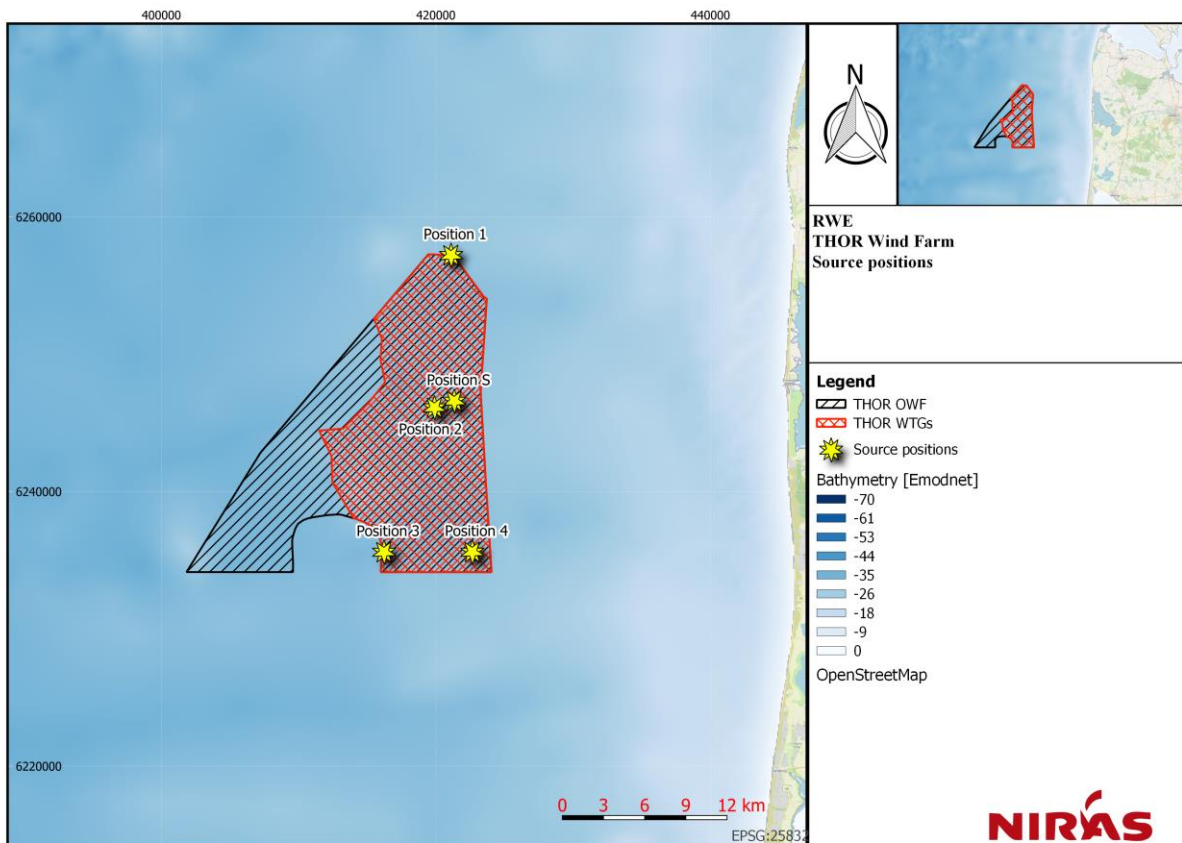 400000
420000
440000
6260000
6240000
6220000
Position 1
Position S
Position 2
Position 3
Position 4
0 3 6 9 12 km
EPSG:25832
N
RWE
THOR Wind Farm
Source positions
Legend
THOR OWF
THOR WTGs
Source positions
Bathymetry [Emodnet]
-70
-61
-53
-44
-35
-26
-18
-9
0
OpenStreetMap
NIRAS